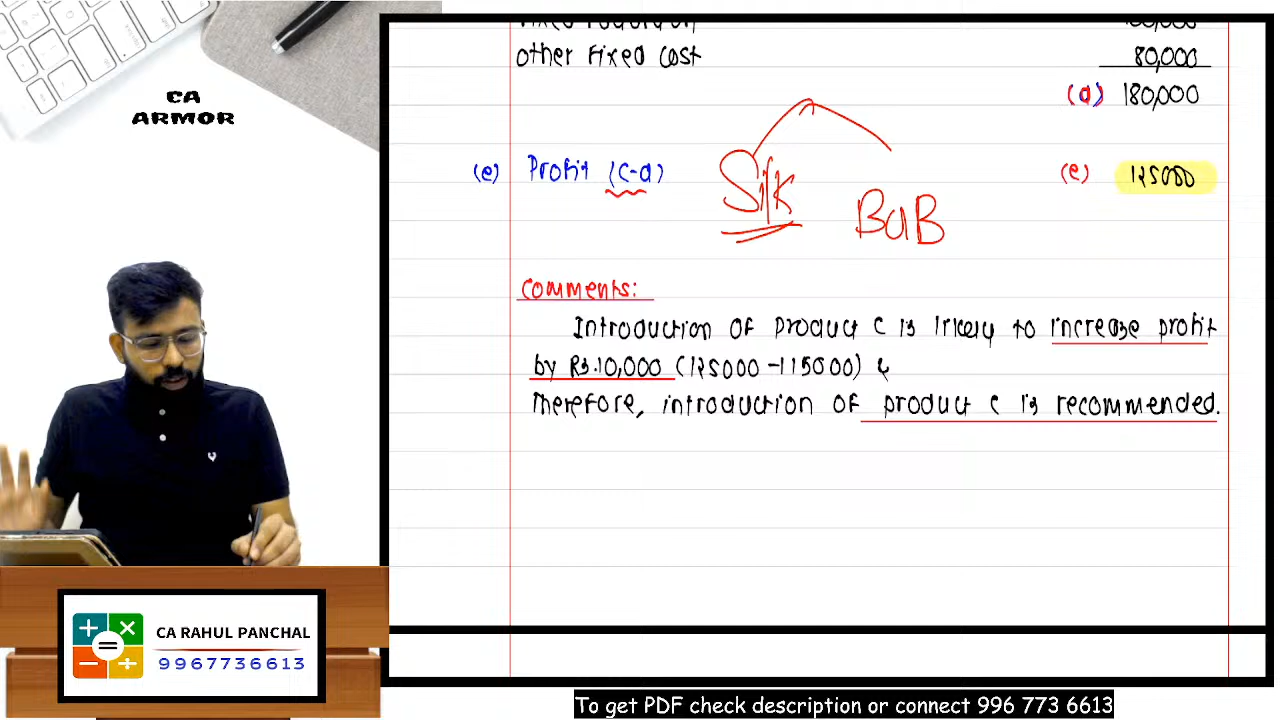 CA
ARMOR
other Fixed Cost 80,000
(d) 180,000
(e) Profit (C-d) (e) 125000
Silk
BaB
Comments:
Introduction of product C is likely to increase profit
by Rs.10,000 (125000 - 115000) &
Therefore, introduction of product C is recommended.
CA RAHUL PANCHAL
9967736613
To get PDF check description or connect 996 773 6613